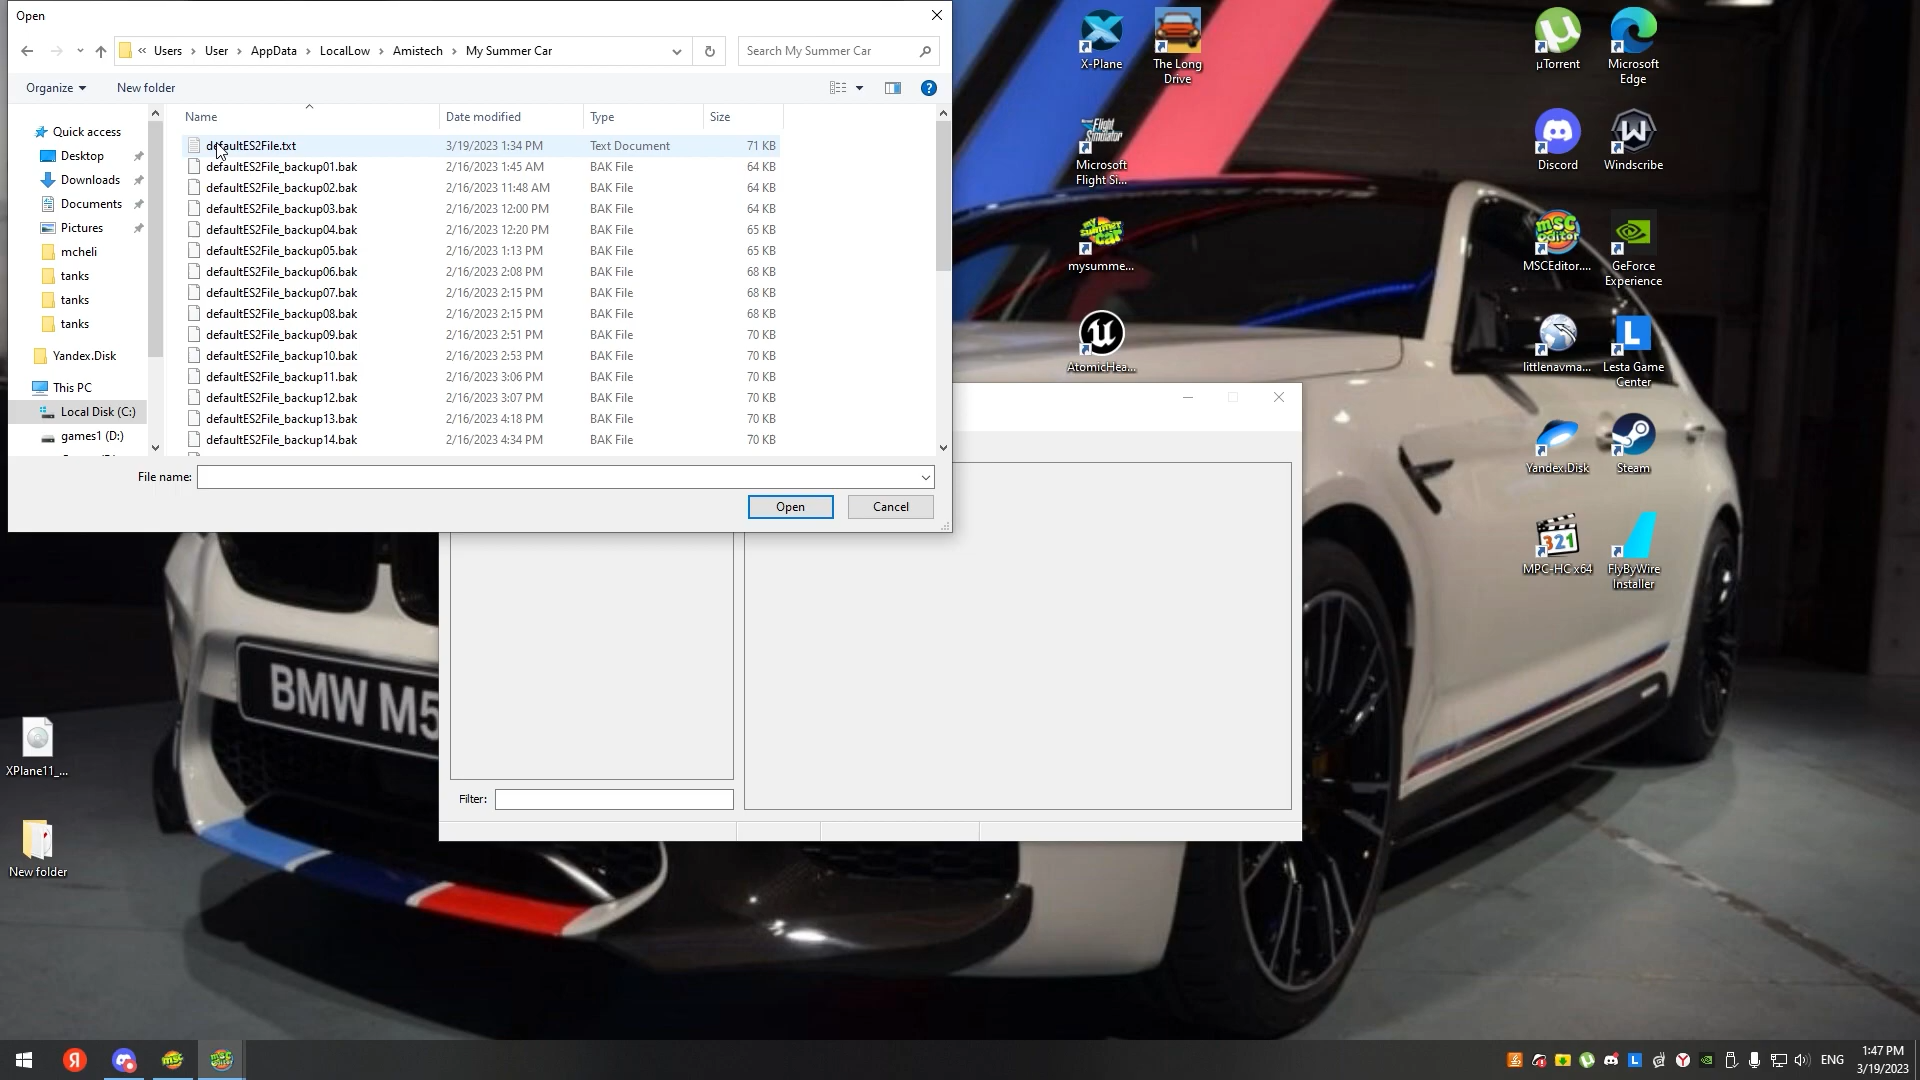 Open
« Users › User › AppData › LocalLow › Amistech › My Summer Car
Search My Summer Car
Organize
New folder
Name
Date modified
Type
Size
Quick access
Desktop
Downloads
Documents
Pictures
mcheli
tanks
tanks
tanks
Yandex.Disk
This PC
Local Disk (C:)
games1 (D:)
defaultES2File.txt 3/19/2023 1:34 PM Text Document 71 KB
defaultES2File_backup01.bak 2/16/2023 1:45 AM BAK File 64 KB
defaultES2File_backup02.bak 2/16/2023 11:48 AM BAK File 64 KB
defaultES2File_backup03.bak 2/16/2023 12:00 PM BAK File 64 KB
defaultES2File_backup04.bak 2/16/2023 12:20 PM BAK File 65 KB
defaultES2File_backup05.bak 2/16/2023 1:13 PM BAK File 65 KB
defaultES2File_backup06.bak 2/16/2023 2:08 PM BAK File 68 KB
defaultES2File_backup07.bak 2/16/2023 2:15 PM BAK File 68 KB
defaultES2File_backup08.bak 2/16/2023 2:15 PM BAK File 68 KB
defaultES2File_backup09.bak 2/16/2023 2:51 PM BAK File 70 KB
defaultES2File_backup10.bak 2/16/2023 2:53 PM BAK File 70 KB
defaultES2File_backup11.bak 2/16/2023 3:06 PM BAK File 70 KB
defaultES2File_backup12.bak 2/16/2023 3:07 PM BAK File 70 KB
defaultES2File_backup13.bak 2/16/2023 4:18 PM BAK File 70 KB
defaultES2File_backup14.bak 2/16/2023 4:34 PM BAK File 70 KB
File name:
Open
Cancel
Filter:
X-Plane
The Long
Drive
µTorrent
Microsoft
Edge
Flight
Simulator
Microsoft
Flight Si...
Discord
Windscribe
my
summer
car
mysumme...
msc
editor
MSCEditor....
GeForce
Experience
AtomicHea...
littlenavma...
L
Lesta Game
Center
Yandex.Disk
Steam
321
MPC-HC x64
FlyByWire
Installer
BMW M5
XPlane11_...
New folder
Я
msc
L
ENG
1:47 PM
3/19/2023